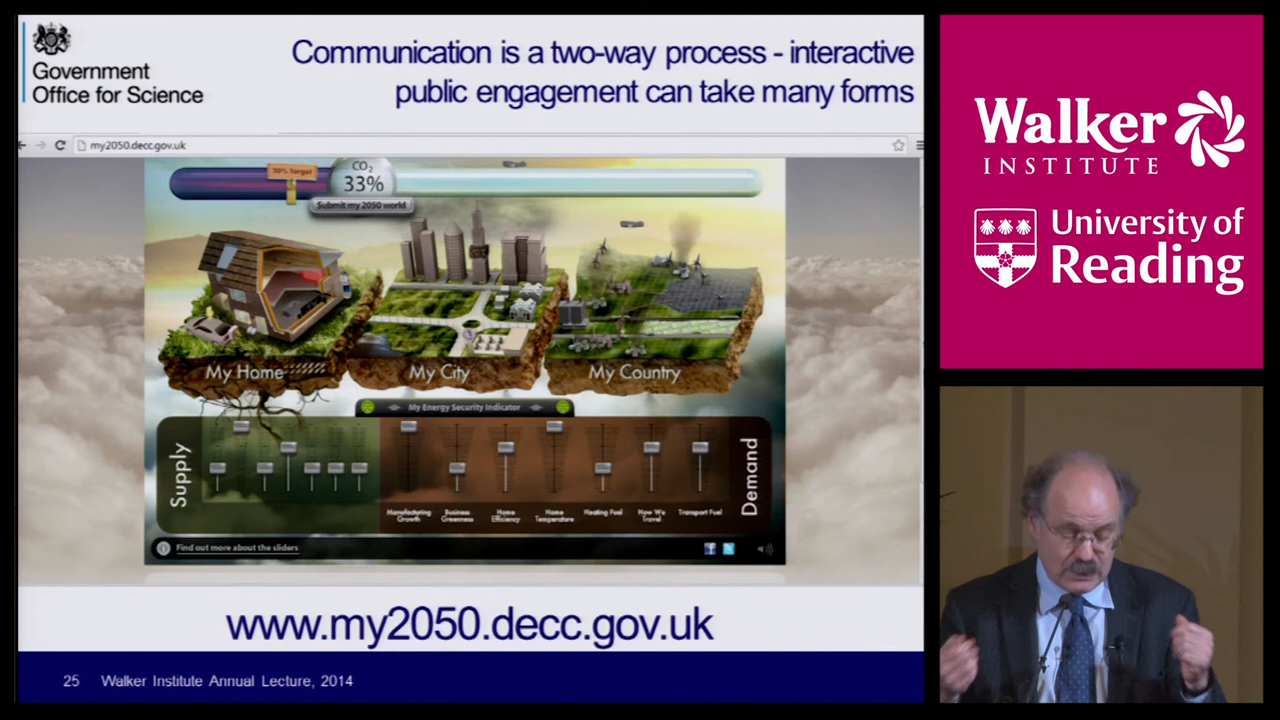 Government
Office for Science
Communication is a two-way process - interactive
public engagement can take many forms
my2050.decc.gov.uk
CO2
33%
Submit my 2050 world
My Home
My City
My Country
My Energy Security Indicator
Supply
Demand
Manufacturing Growth
Business Greenness
Home Efficiency
Home Temperature
Heating Fuel
How We Travel
Transport Fuel
Find out more about the sliders
www.my2050.decc.gov.uk
25 Walker Institute Annual Lecture, 2014
Walker
INSTITUTE
University of
Reading